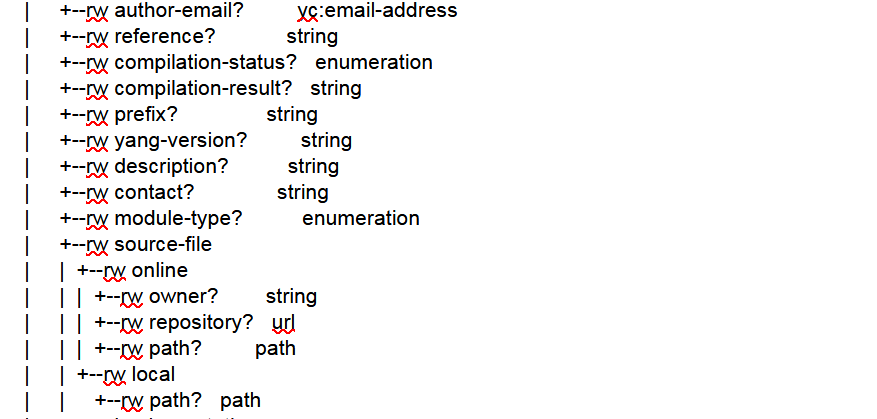 |     +--rw author-email?         yc:email-address
|     +--rw reference?            string
|     +--rw compilation-status?   enumeration
|     +--rw compilation-result?   string
|     +--rw prefix?               string
|     +--rw yang-version?         string
|     +--rw description?          string
|     +--rw contact?              string
|     +--rw module-type?          enumeration
|     +--rw source-file
|     |  +--rw online
|     |  |  +--rw owner?        string
|     |  |  +--rw repository?   url
|     |  |  +--rw path?         path
|     |  +--rw local
|     |     +--rw path?   path